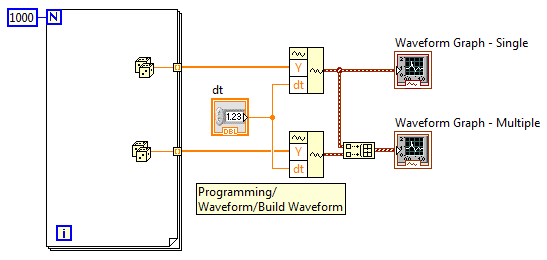 1000 N
Waveform Graph - Single
Y
dt
dt
1.23
DBL
Waveform Graph - Multiple
Y
dt
Programming/
Waveform/Build Waveform
i